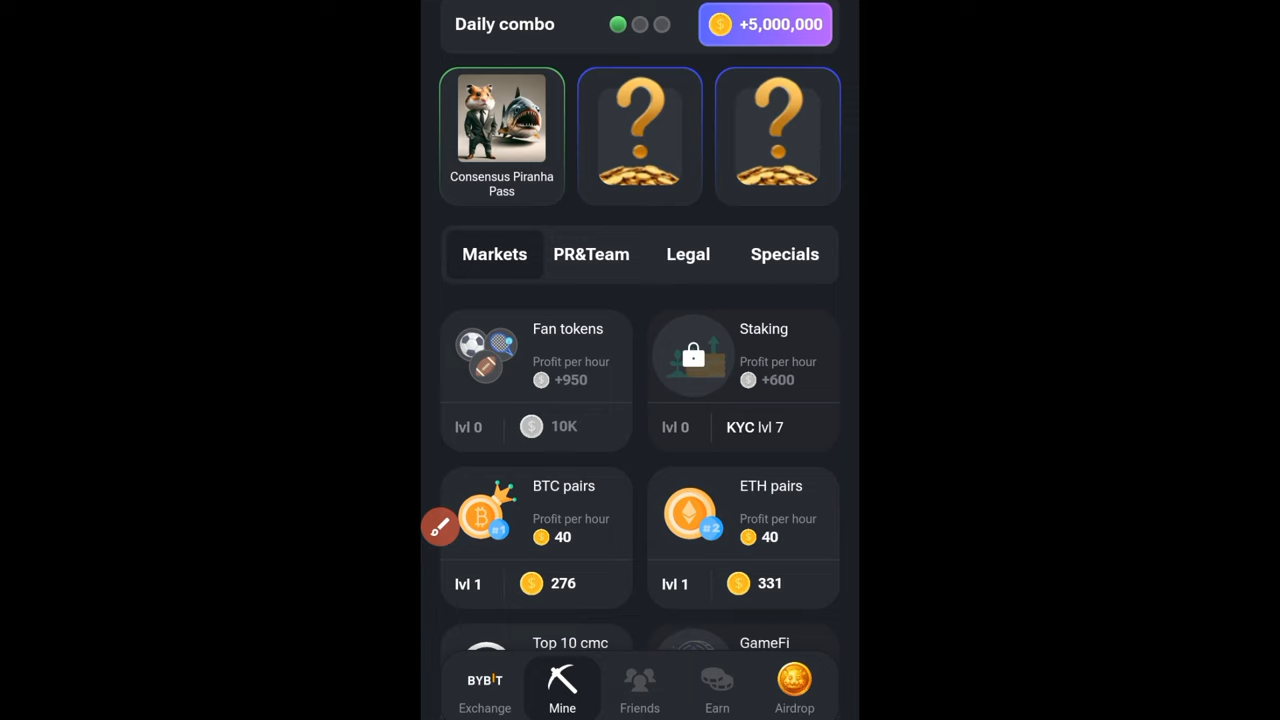 Daily combo
+5,000,000
Consensus Piranha
Pass
Markets
PR&Team
Legal
Specials
Fan tokens
Profit per hour
+950
lvl 0
10K
Staking
Profit per hour
+600
lvl 0
KYC lvl 7
BTC pairs
#1
Profit per hour
40
lvl 1
276
ETH pairs
#2
Profit per hour
40
lvl 1
331
Top 10 cmc
GameFi
BYBIT
Exchange
Mine
Friends
Earn
Airdrop